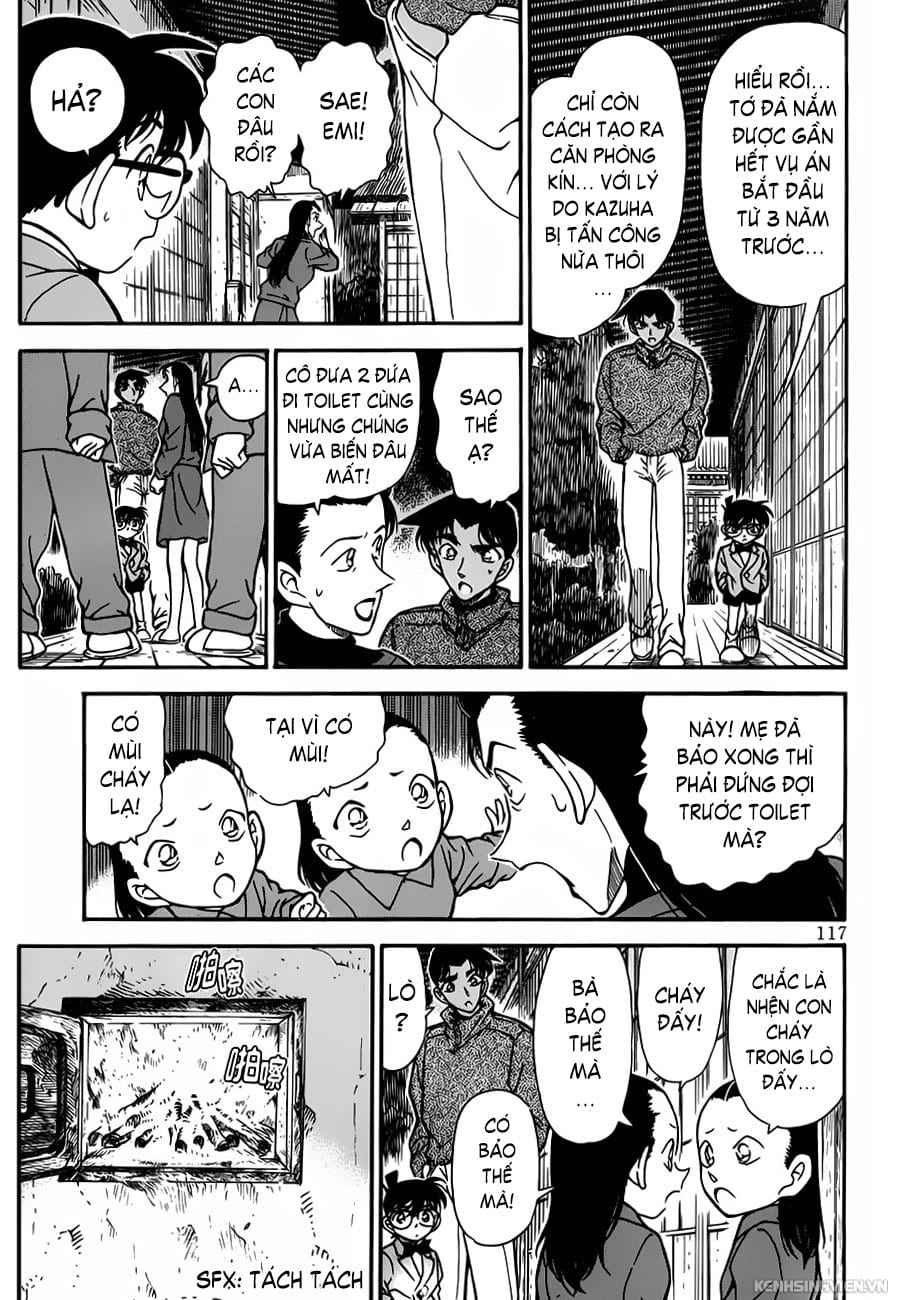 HIỂU RỒI...
TỚ ĐÃ NẮM
ĐƯỢC GẦN
HẾT VỤ ÁN
BẮT ĐẦU
TỪ 3 NĂM
TRƯỚC...
CHỈ CÒN
CÁCH TẠO RA
CĂN PHÒNG
KÍN... VỚI LÝ
DO KAZUHA
BỊ TẤN CÔNG
NỮA THÔI
...
SAE!
EMI!
CÁC
CON
ĐÂU
RỒI?
HẢ?
SAO
THẾ
Ạ?
CÔ ĐƯA 2 ĐỨA
ĐI TOILET CÙNG
NHƯNG CHÚNG
VỪA BIẾN ĐÂU
MẤT!
A...
NÀY! MẸ ĐÃ
BẢO XONG THÌ
PHẢI ĐỨNG ĐỢI
TRƯỚC TOILET
MÀ?
TẠI VÌ CÓ
MÙI!
CÓ
MÙI
CHÁY
LẠ!
117
CHẮC LÀ
NHỆN CON
CHÁY
TRONG LÒ
ĐẤY...
CHÁY
ĐẤY!
BÀ
BẢO
THẾ
MÀ
...
CÓ
BẢO
THẾ
MÀ!
LÒ
?
啪嚓
啪嚓
SFX: TÁCH TÁCH
KENHSINHVIEN.VN